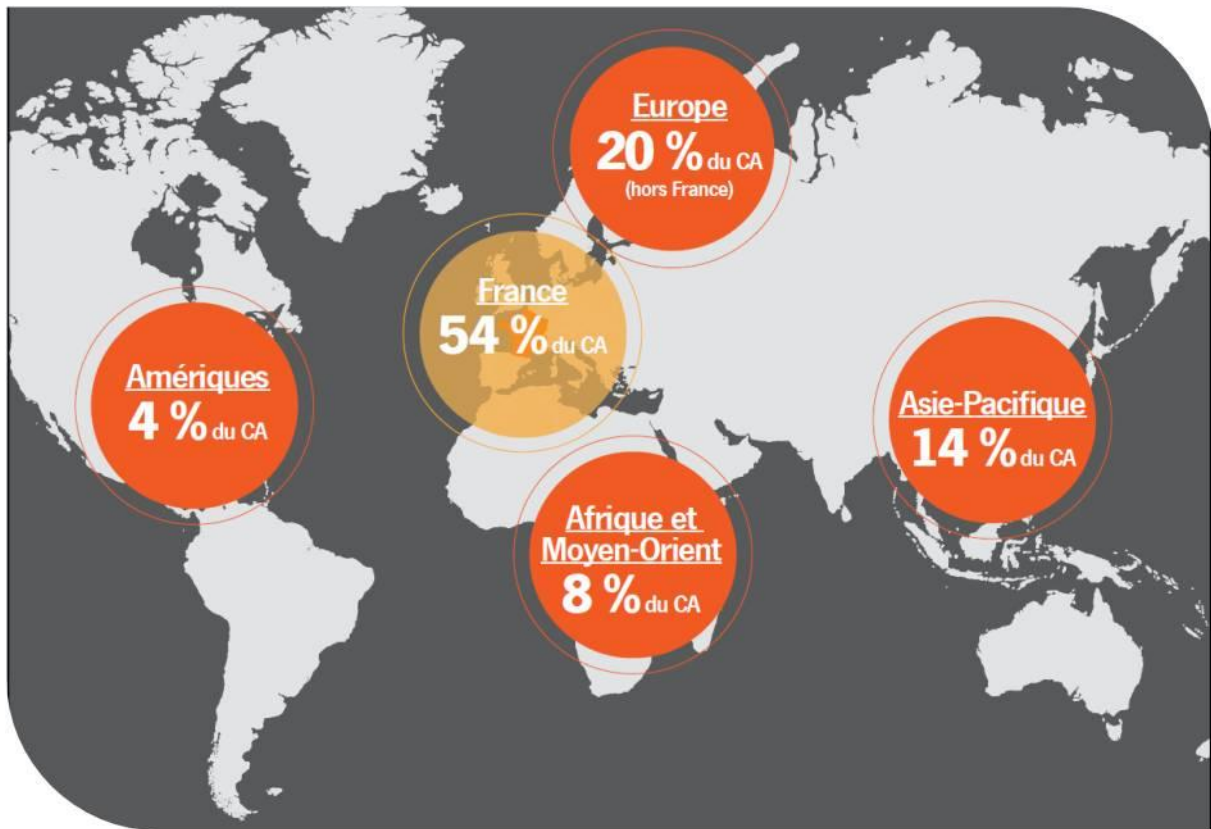 Europe
20 % du CA
(hors France)
1
France
54 % du CA
Amériques
4 % du CA
Asie-Pacifique
14 % du CA
Afrique et
Moyen-Orient
8 % du CA